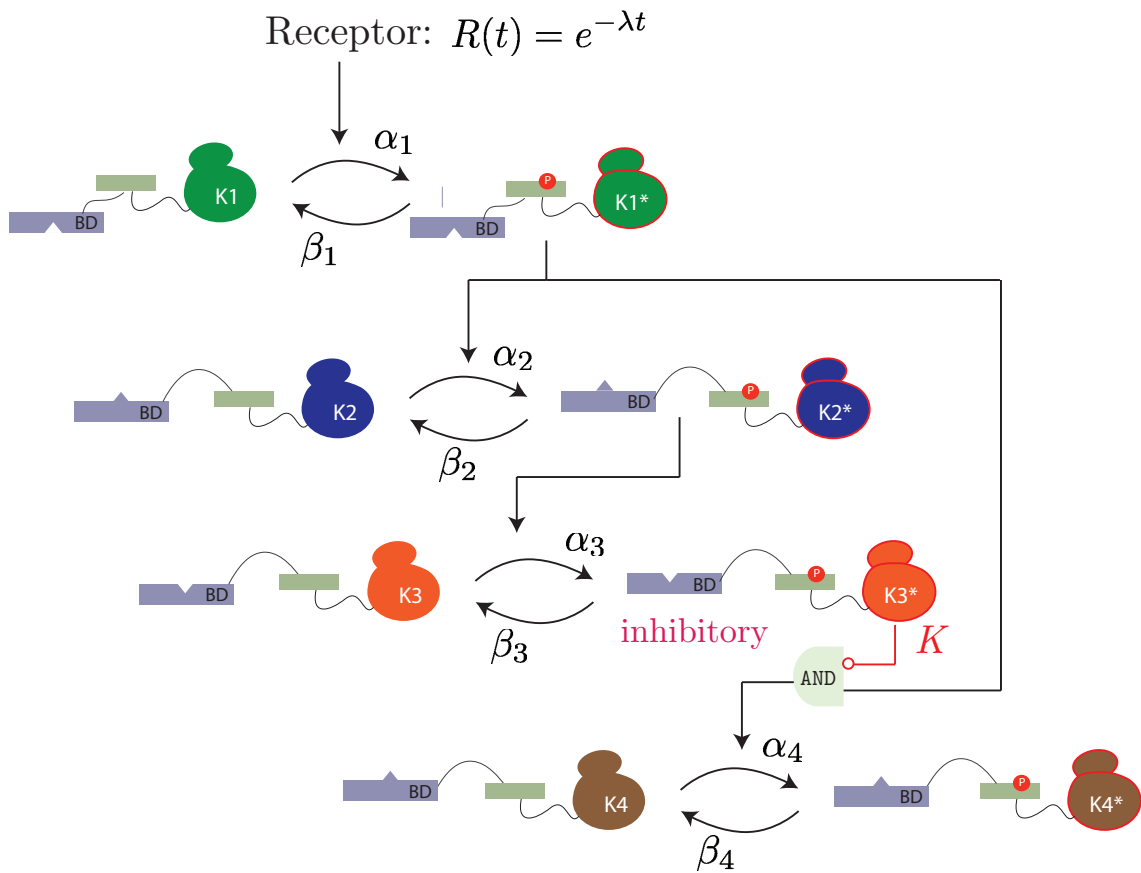 Receptor: R(t) = e^{-λt}
α₁
K1
P
K1*
BD
BD
β₁
α₂
K2
BD
P
K2*
BD
β₂
α₃
K3
BD
P
K3*
BD
β₃
inhibitory
K
AND
α₄
K4
BD
P
K4*
BD
β₄